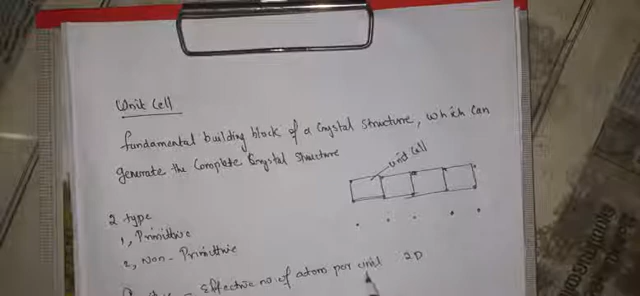 Unit Cell
fundamental building block of a Crystal Structure, which can
generate the Complete Crystal Structure
unit cell
2 type
1, Primitive
2, Non-Primitive
Effective no of atom per unit 2D